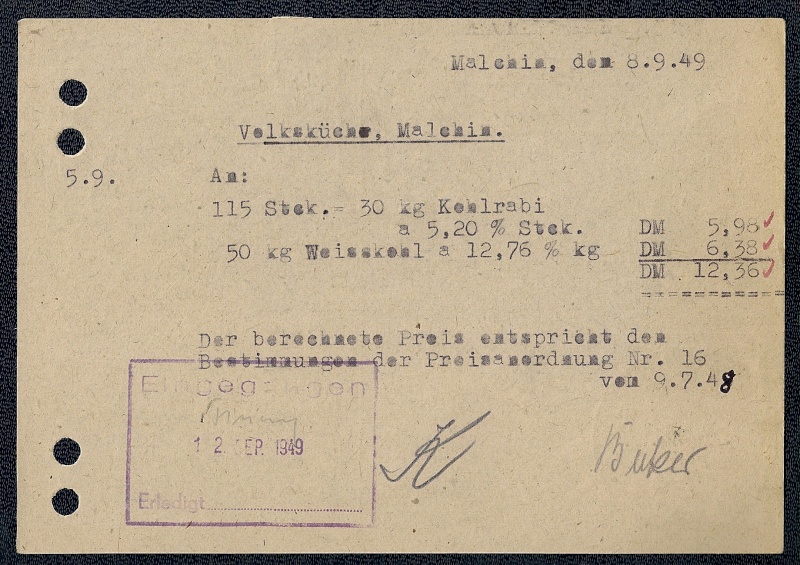 Malchin, den 8.9.49
Volksküche, Malchin.
5.9. An:
115 Stck.= 30 kg Kohlrabi
a 5,20 % Stck. DM 5,98
50 kg Weisskohl a 12,76 % kg DM 6,38
DM 12,36
Der berechnete Preis entspricht den
Bestimmungen der Preisanordnung Nr. 16
vom 9.7.48
Eingegangen
12. SEP. 1949
Erledigt